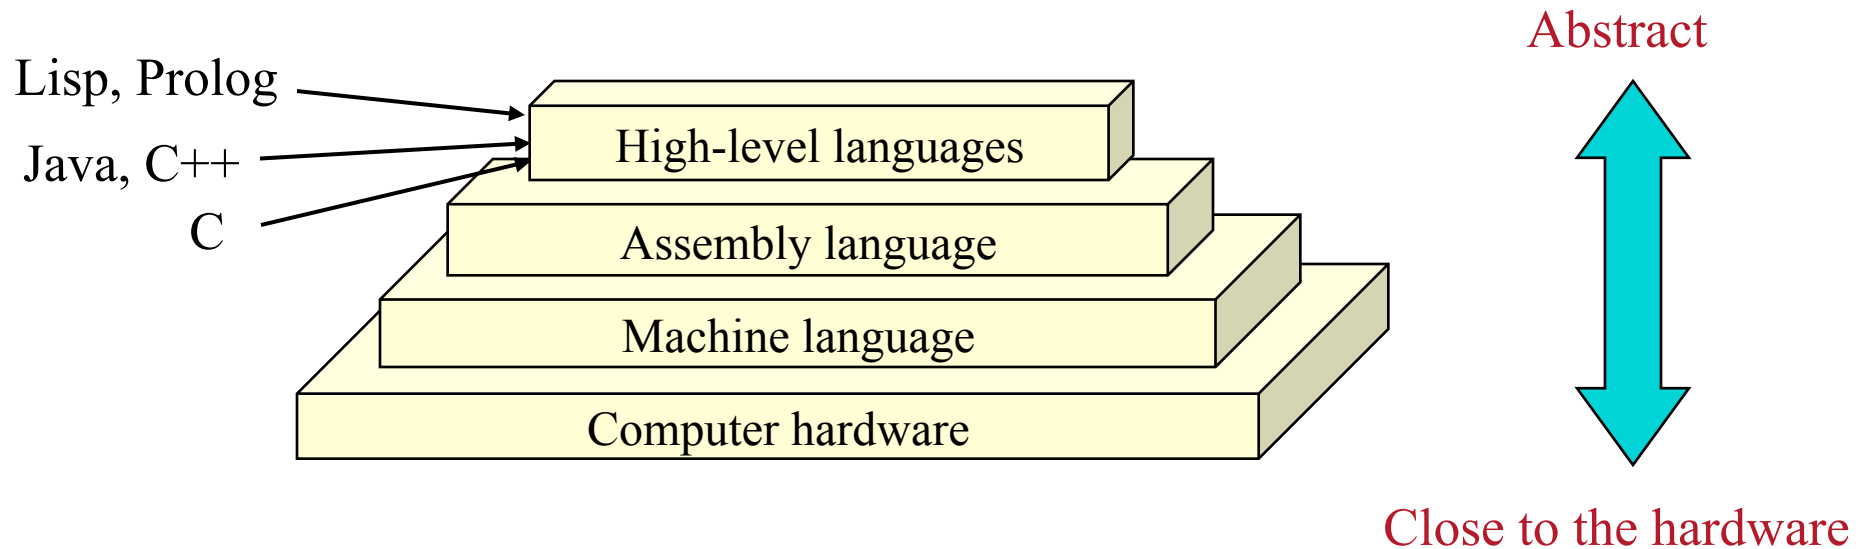 Abstract
Lisp, Prolog
High-level languages
Java, C++
C
Assembly language
Machine language
Computer hardware
Close to the hardware